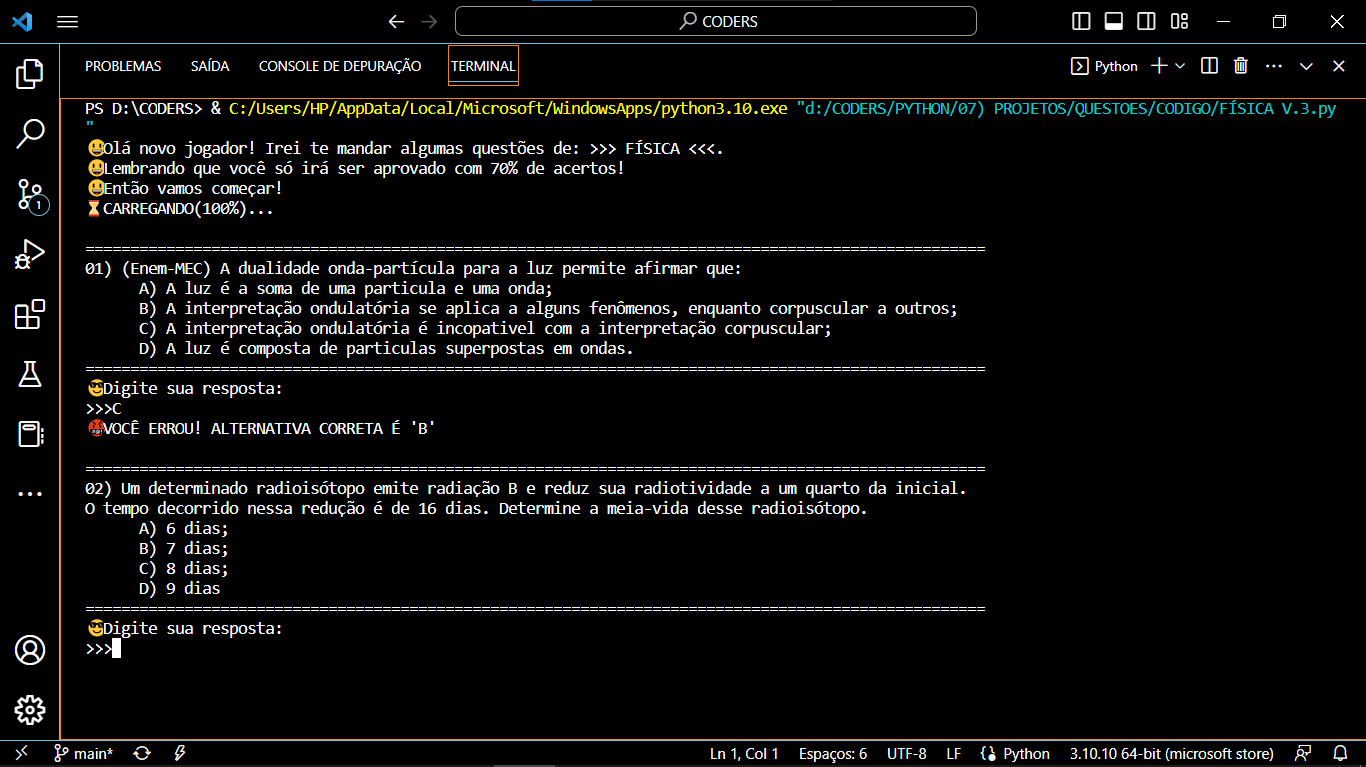 CODERS
PROBLEMAS SAÍDA CONSOLE DE DEPURAÇÃO TERMINAL Python
PS D:\CODERS> & C:/Users/HP/AppData/Local/Microsoft/WindowsApps/python3.10.exe "d:/CODERS/PYTHON/07) PROJETOS/QUESTOES/CODIGO/FÍSICA V.3.py
"
😀Olá novo jogador! Irei te mandar algumas questões de: >>> FÍSICA <<<.
😀Lembrando que você só irá ser aprovado com 70% de acertos!
😀Então vamos começar!
⏳CARREGANDO(100%)...
====================================================================================================
01) (Enem-MEC) A dualidade onda-partícula para a luz permite afirmar que:
A) A luz é a soma de uma particula e uma onda;
B) A interpretação ondulatória se aplica a alguns fenômenos, enquanto corpuscular a outros;
C) A interpretação ondulatória é incopativel com a interpretação corpuscular;
D) A luz é composta de particulas superpostas em ondas.
====================================================================================================
😎Digite sua resposta:
>>>C
🤬VOCÊ ERROU! ALTERNATIVA CORRETA É 'B'
====================================================================================================
02) Um determinado radioisótopo emite radiação B e reduz sua radiotividade a um quarto da inicial.
O tempo decorrido nessa redução é de 16 dias. Determine a meia-vida desse radioisótopo.
A) 6 dias;
B) 7 dias;
C) 8 dias;
D) 9 dias
====================================================================================================
😎Digite sua resposta:
>>>
1
main* Ln 1, Col 1 Espaços: 6 UTF-8 LF Python 3.10.10 64-bit (microsoft store)